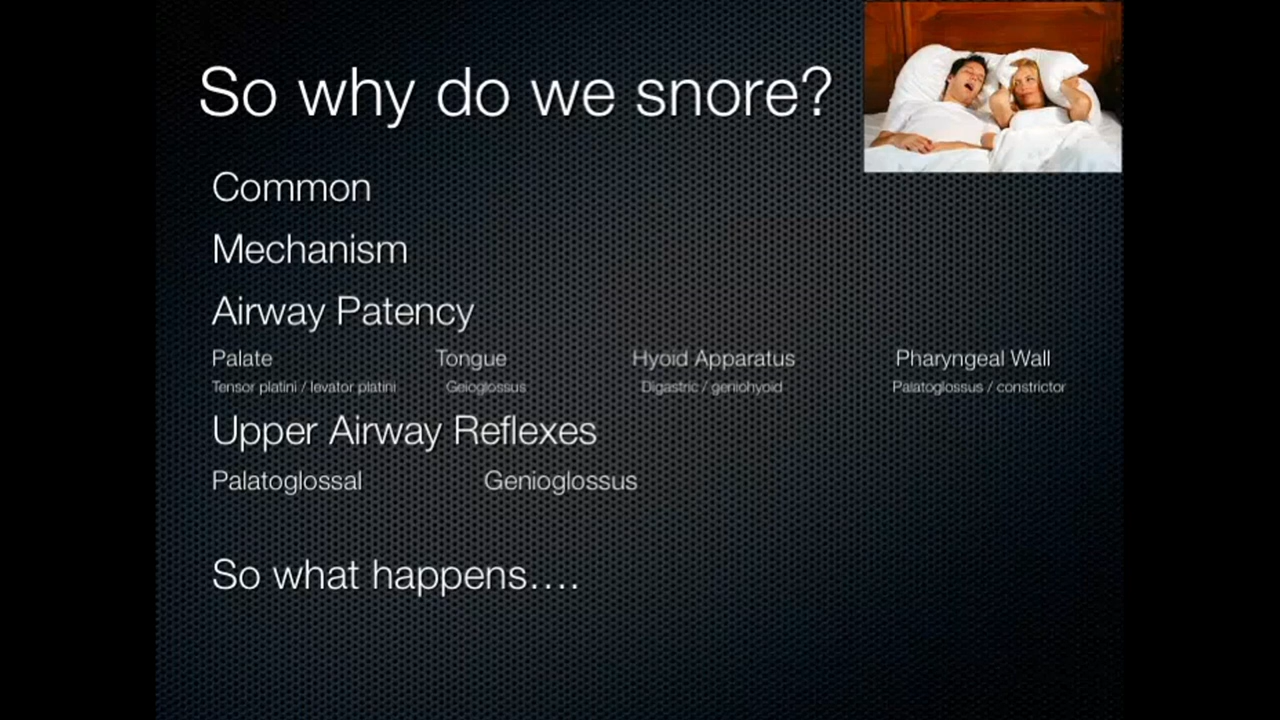 So why do we snore?
Common
Mechanism
Airway Patency
Palate Tongue Hyoid Apparatus Pharyngeal Wall
Tensor platini / levator platini Geioglossus Digastric / geniohyoid Palatoglossus / constrictor
Upper Airway Reflexes
Palatoglossal Genioglossus
So what happens....